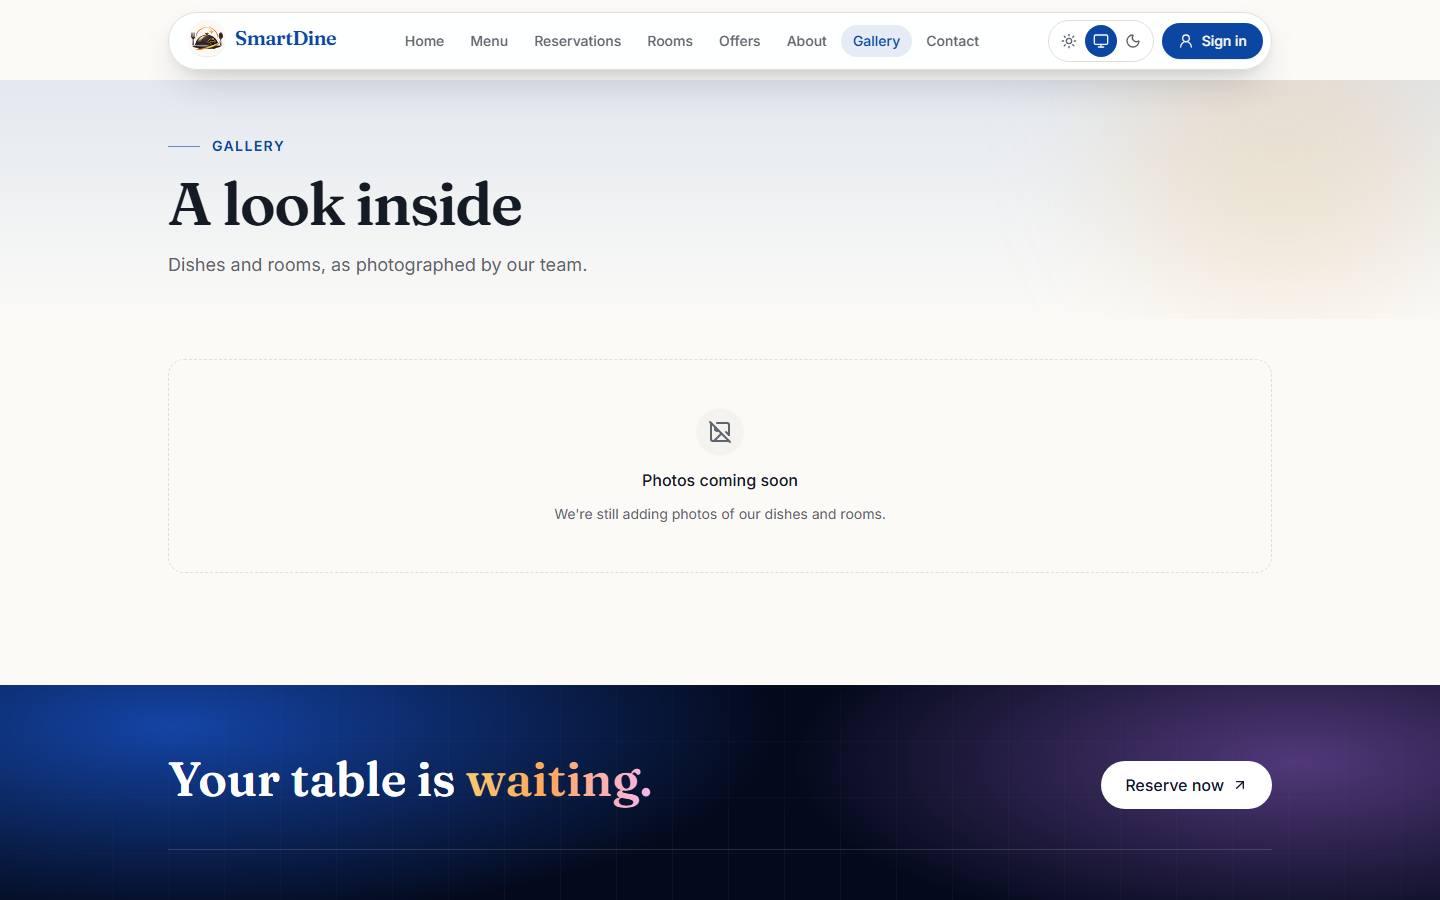 SmartDine
Home Menu Reservations Rooms Offers About Gallery Contact
Sign in
GALLERY
A look inside
Dishes and rooms, as photographed by our team.
Photos coming soon
We're still adding photos of our dishes and rooms.
Your table is waiting.
Reserve now